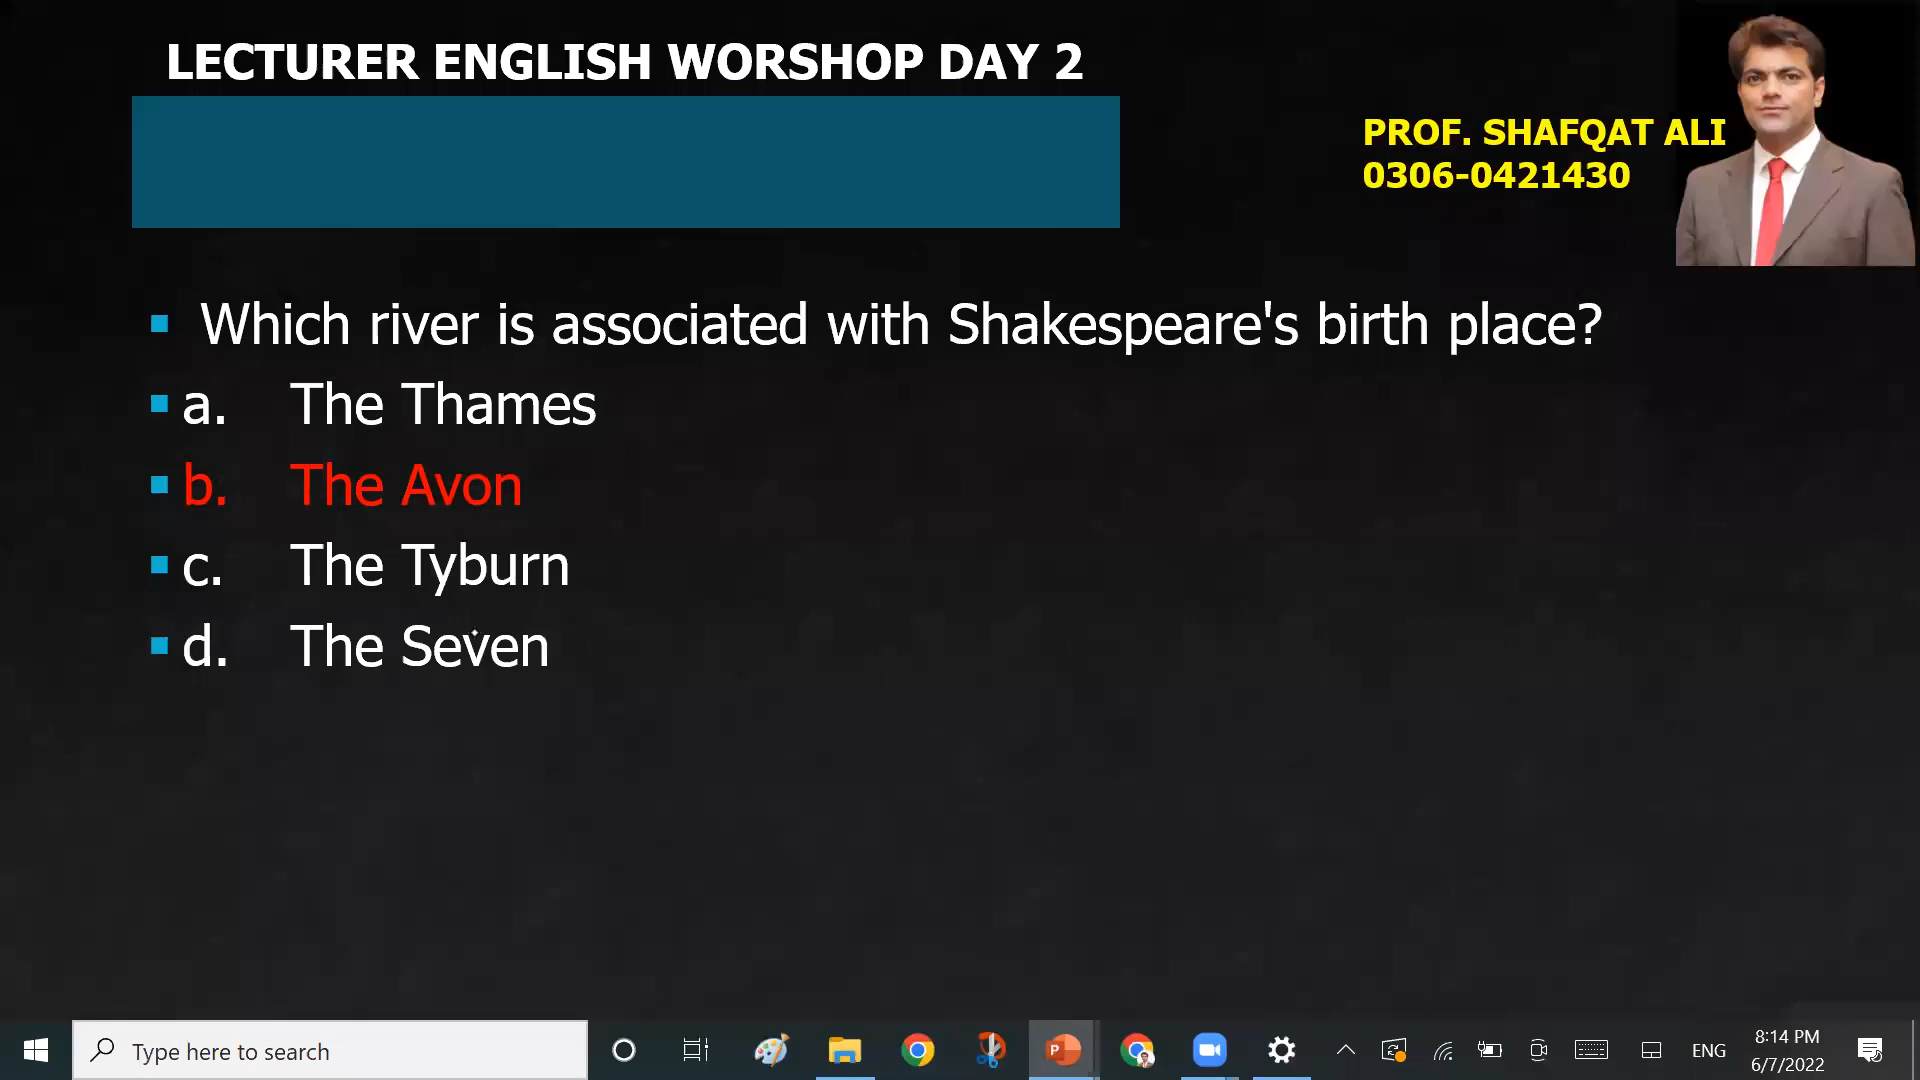 LECTURER ENGLISH WORSHOP DAY 2
PROF. SHAFQAT ALI
0306-0421430
Which river is associated with Shakespeare's birth place?
a. The Thames
b. The Avon
c. The Tyburn
d. The Seven
Type here to search
P
ENG
8:14 PM
6/7/2022